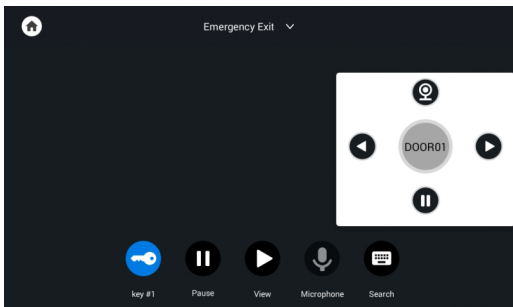 Emergency Exit
DOOR01
key #1
Pause
View
Microphone
Search